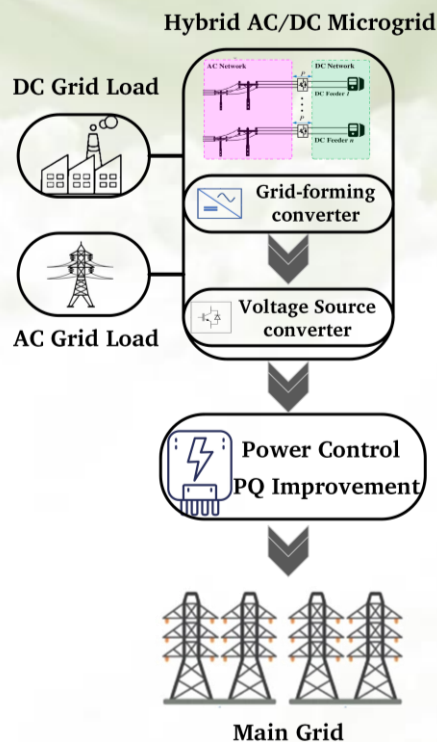 Hybrid AC/DC Microgrid
DC Grid Load
AC Network
DC Network
P
DC Feeder 1
P
DC Feeder n
Grid-forming
converter
AC Grid Load
Voltage Source
converter
Power Control
PQ Improvement
Main Grid